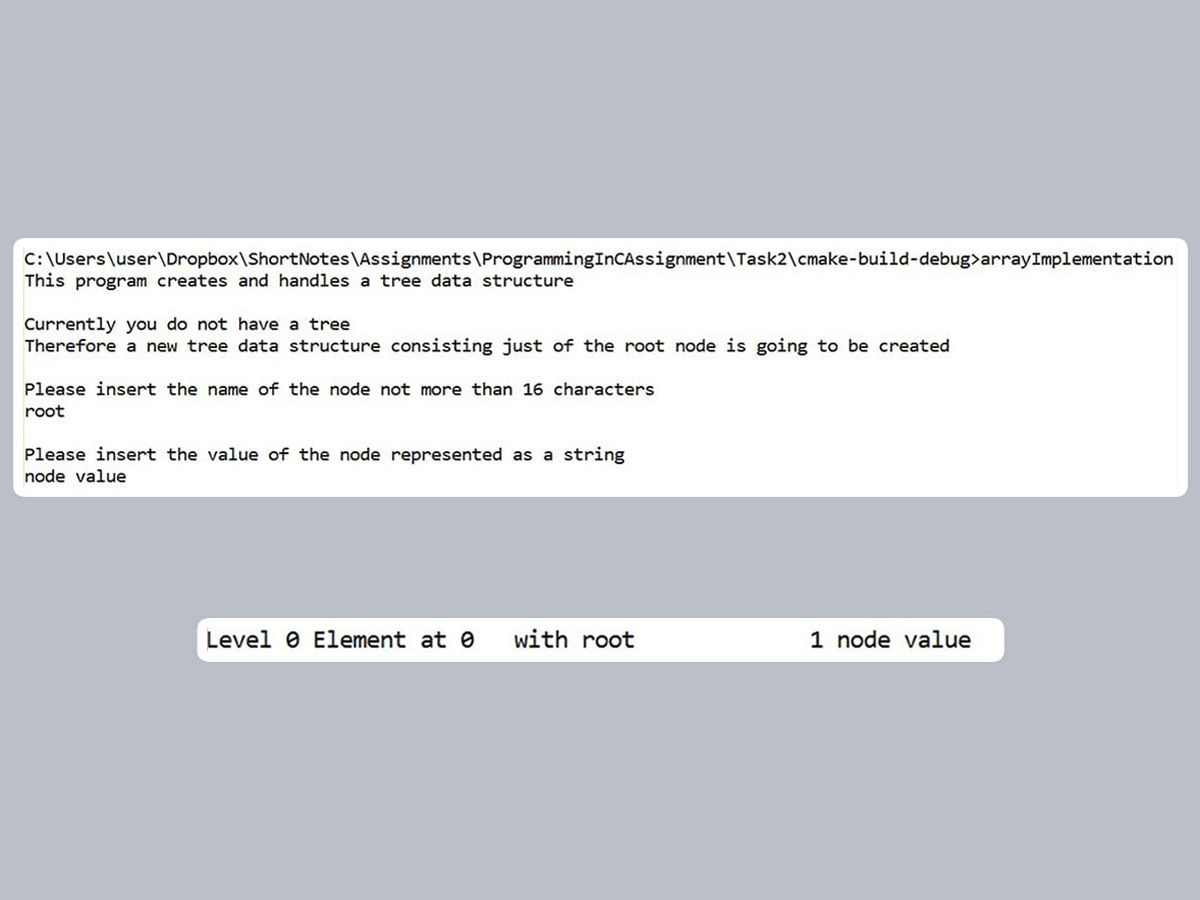 C:\Users\user\Dropbox\ShortNotes\Assignments\ProgrammingInCAssignment\Task2\cmake-build-debug>arrayImplementation
This program creates and handles a tree data structure
Currently you do not have a tree
Therefore a new tree data structure consisting just of the root node is going to be created
Please insert the name of the node not more than 16 characters
root
Please insert the value of the node represented as a string
node value
Level 0 Element at 0   with root             1 node value